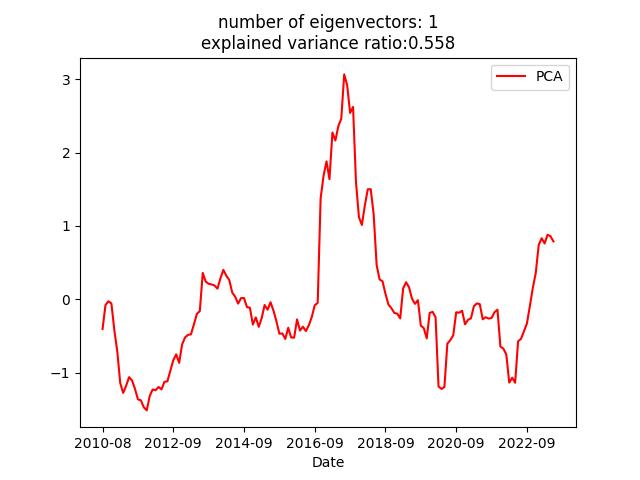 number of eigenvectors: 1
explained variance ratio:0.558
PCA
3
2
1
0
−1
2010-08 2012-09 2014-09 2016-09 2018-09 2020-09 2022-09
Date